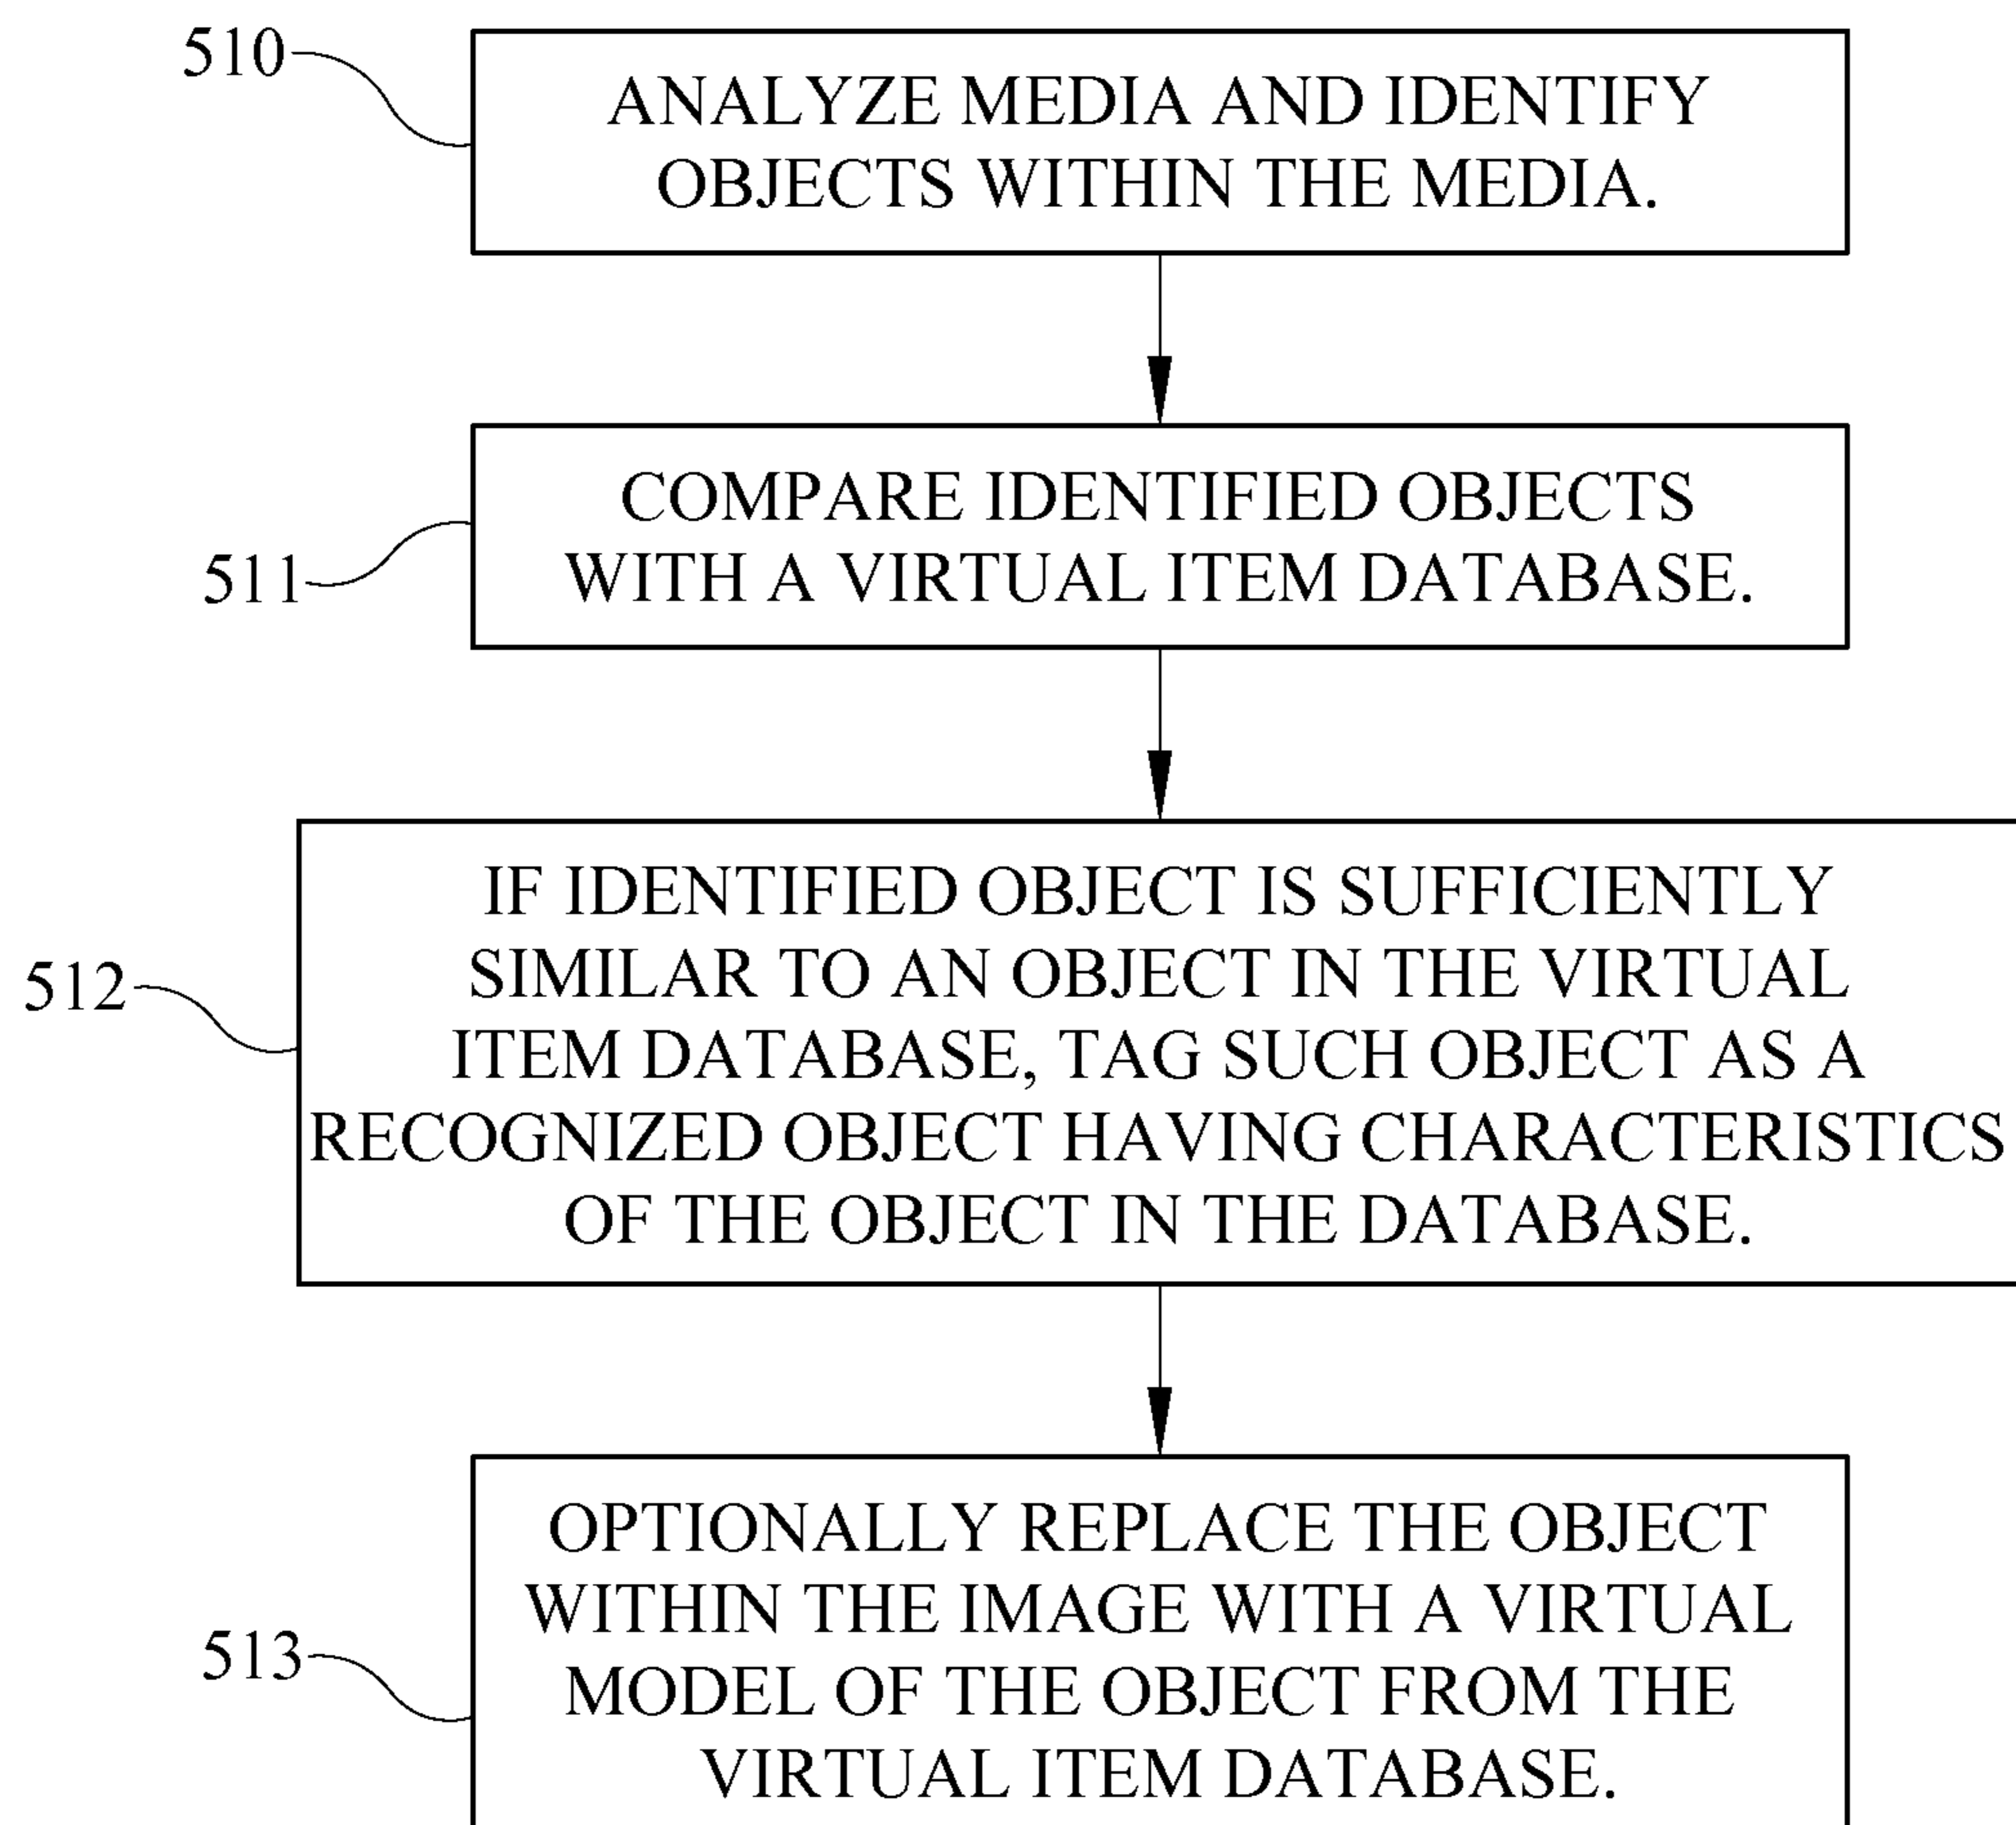 510
ANALYZE MEDIA AND IDENTIFY
OBJECTS WITHIN THE MEDIA.
511
COMPARE IDENTIFIED OBJECTS
WITH A VIRTUAL ITEM DATABASE.
512
IF IDENTIFIED OBJECT IS SUFFICIENTLY
SIMILAR TO AN OBJECT IN THE VIRTUAL
ITEM DATABASE, TAG SUCH OBJECT AS A
RECOGNIZED OBJECT HAVING CHARACTERISTICS
OF THE OBJECT IN THE DATABASE.
513
OPTIONALLY REPLACE THE OBJECT
WITHIN THE IMAGE WITH A VIRTUAL
MODEL OF THE OBJECT FROM THE
VIRTUAL ITEM DATABASE.